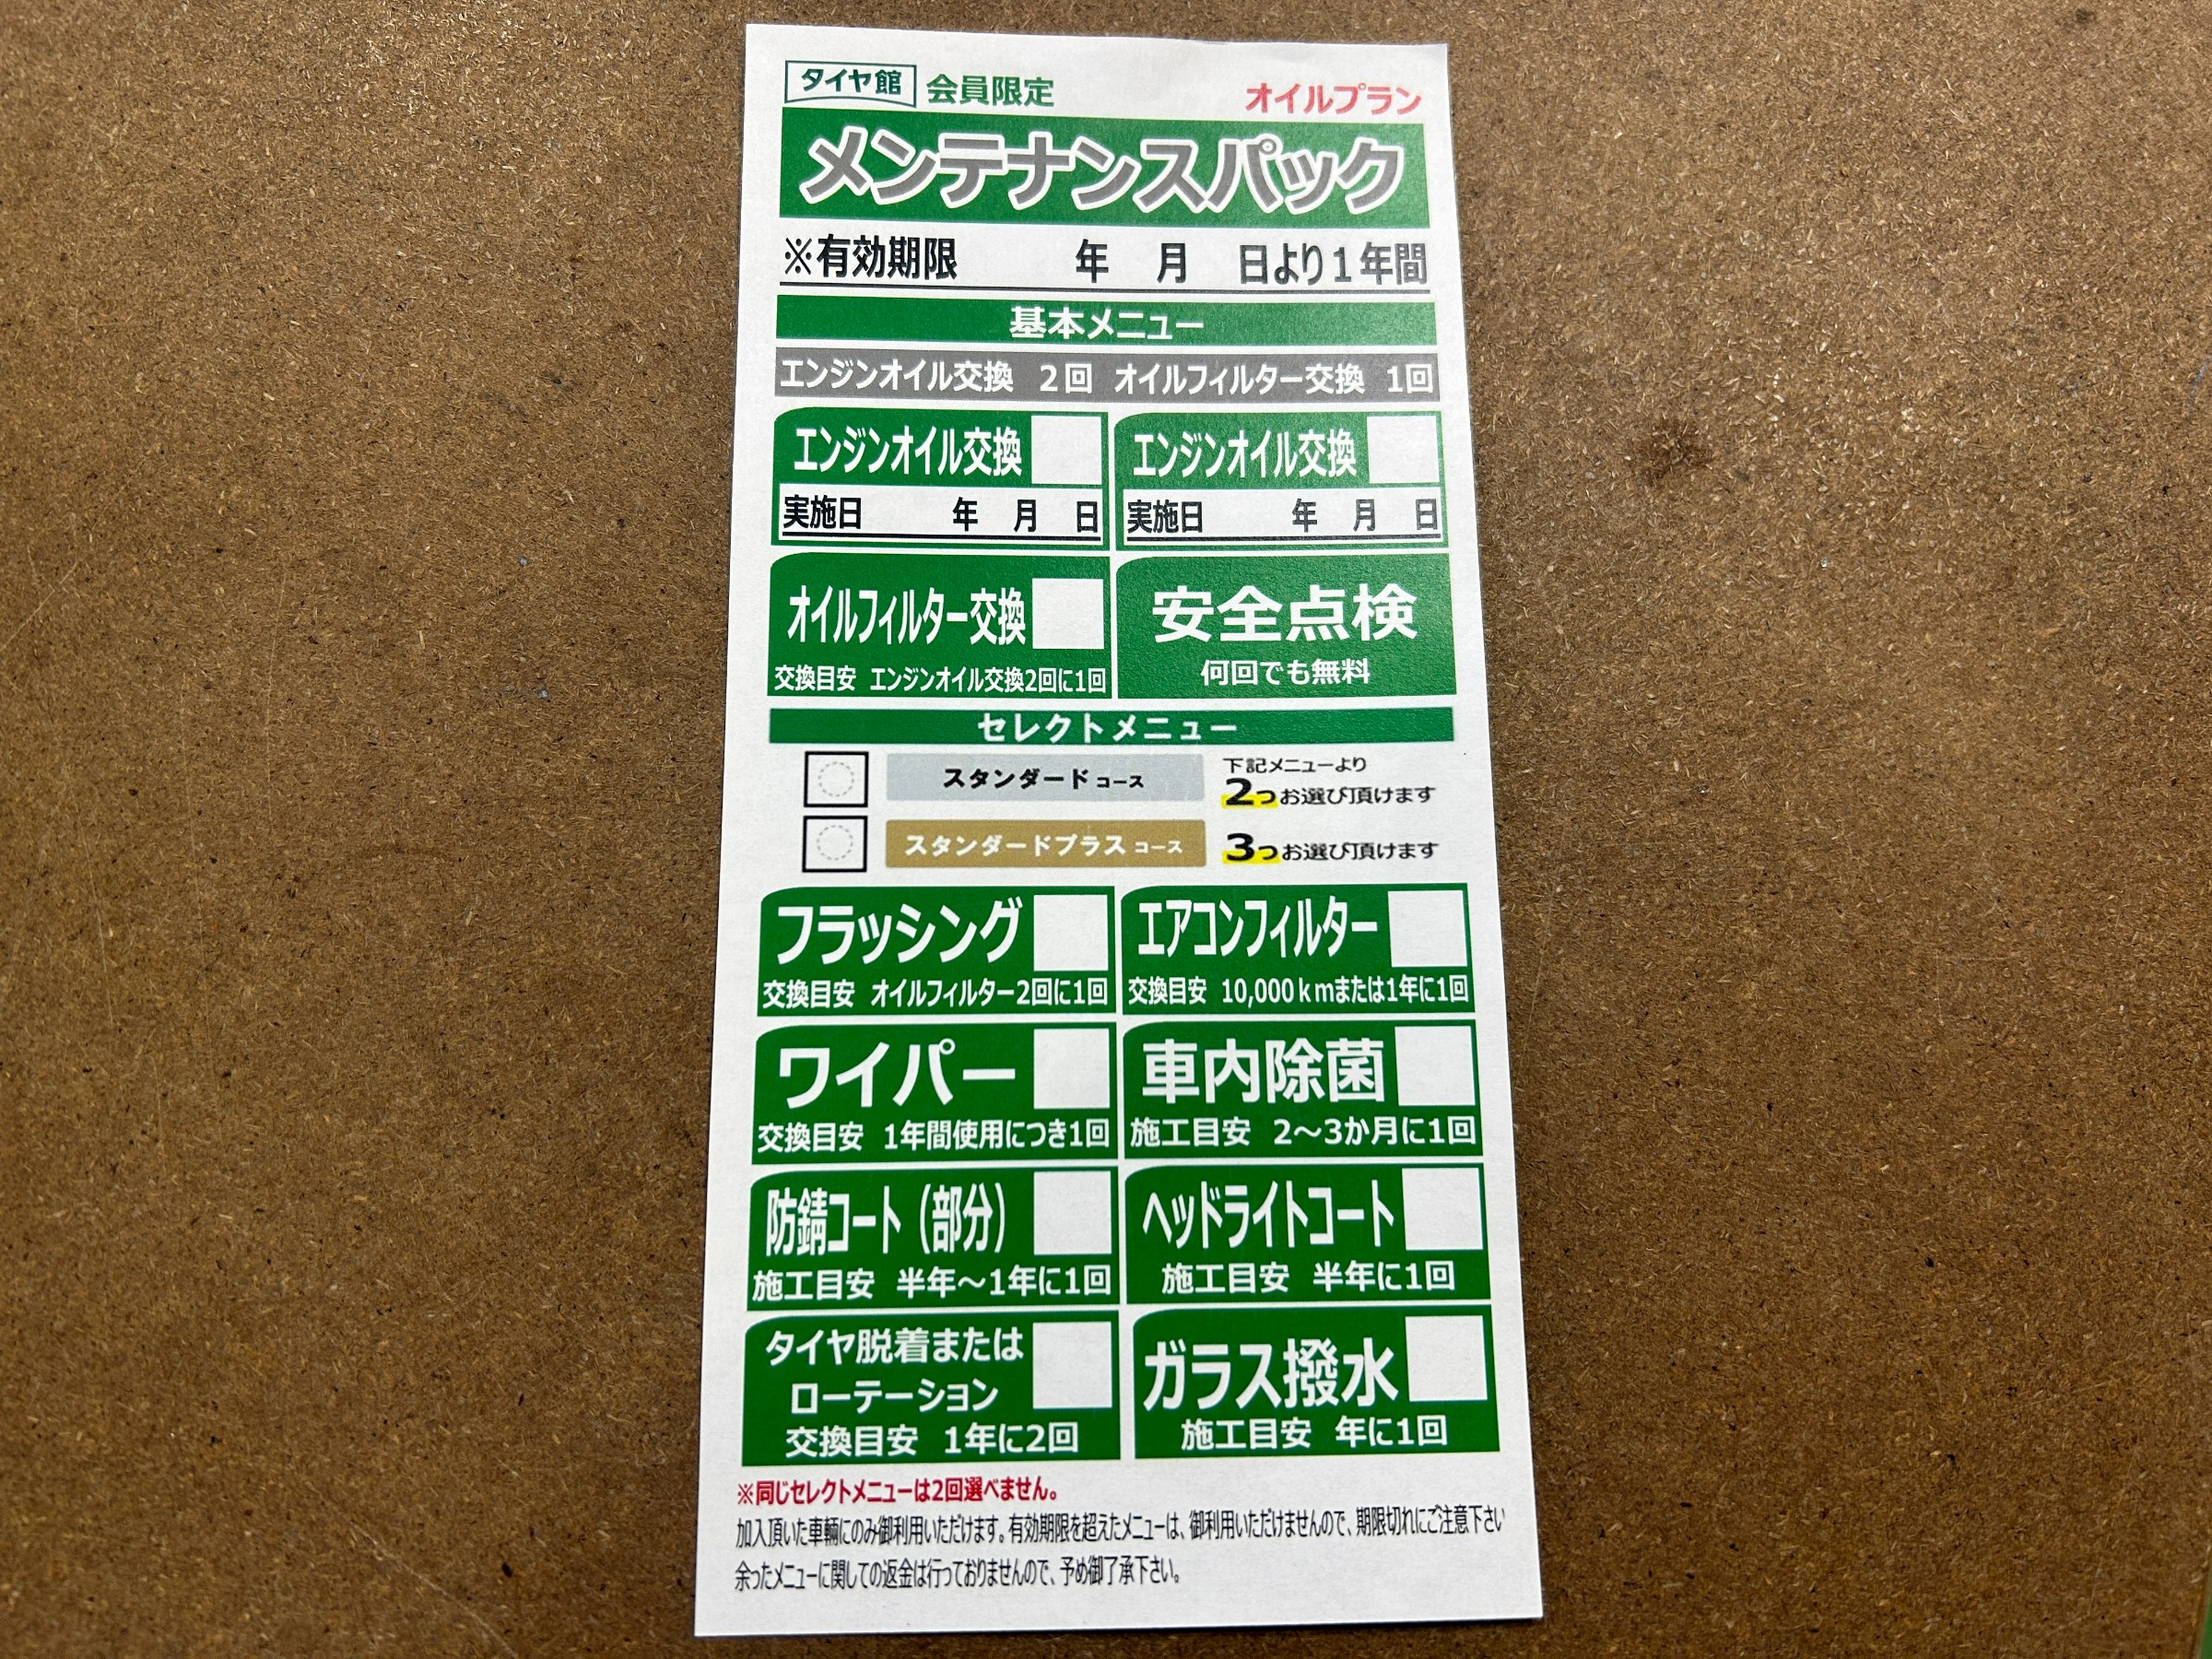 タイヤ館 会員限定 オイルプラン
メンテナンスパック
※有効期限 年 月 日より1年間
基本メニュー
エンジンオイル交換 2回 オイルフィルター交換 1回
エンジンオイル交換
実施日 年 月 日
エンジンオイル交換
実施日 年 月 日
オイルフィルター交換
交換目安 エンジンオイル交換2回に1回
安全点検
何回でも無料
セレクトメニュー
スタンダードコース
下記メニューより
2つお選び頂けます
スタンダードプラスコース
3つお選び頂けます
フラッシング
交換目安 オイルフィルター2回に1回
エアコンフィルター
交換目安 10,000kmまたは1年に1回
ワイパー
交換目安 1年間使用につき1回
車内除菌
施工目安 2～3か月に1回
防錆コート（部分）
施工目安 半年～1年に1回
ヘッドライトコート
施工目安 半年に1回
タイヤ脱着または
ローテーション
交換目安 1年に2回
ガラス撥水
施工目安 年に1回
※同じセレクトメニューは2回選べません。
加入頂いた車輌にのみ御利用いただけます。有効期限を超えたメニューは、御利用いただけませんので、期限切れにご注意下さい
余ったメニューに関しての返金は行っておりませんので、予め御了承下さい。